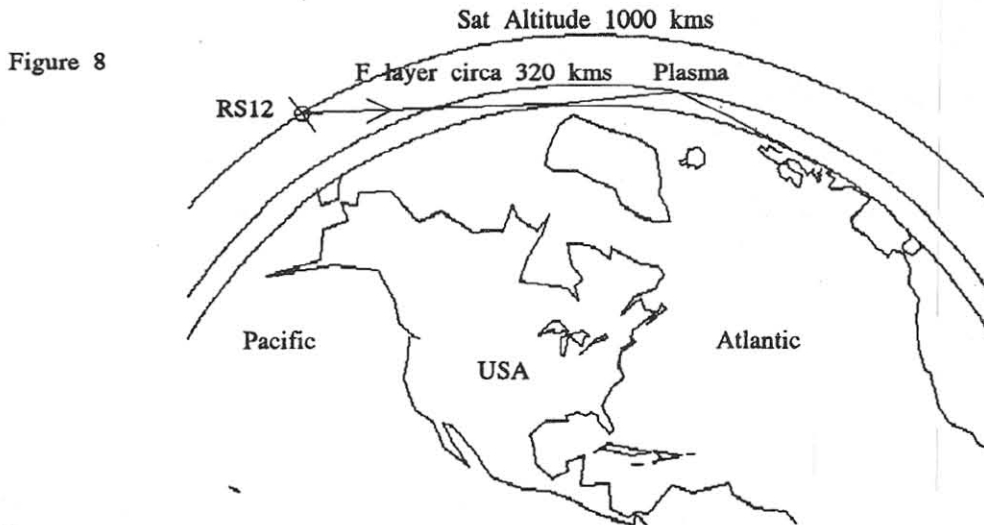 Sat Altitude 1000 kms
Figure 8
F layer circa 320 kms Plasma
RS12
Pacific
Atlantic
USA